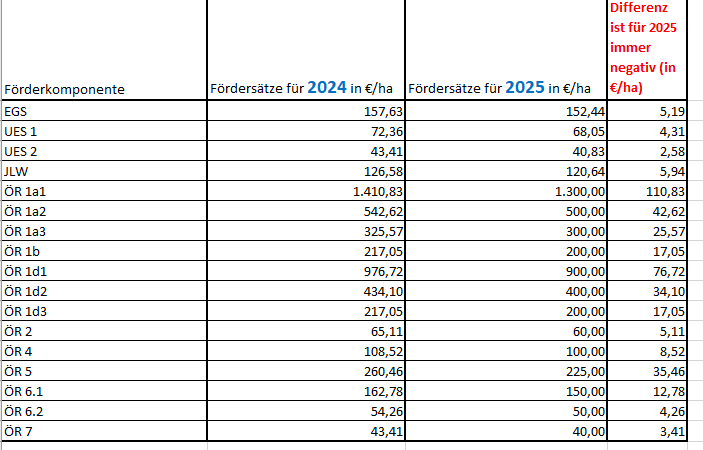 Förderkomponente Fördersätze für 2024 in €/ha Fördersätze für 2025 in €/ha Differenz ist für 2025 immer negativ (in €/ha)
EGS 157,63 152,44 5,19
UES 1 72,36 68,05 4,31
UES 2 43,41 40,83 2,58
JLW 126,58 120,64 5,94
ÖR 1a1 1.410,83 1.300,00 110,83
ÖR 1a2 542,62 500,00 42,62
ÖR 1a3 325,57 300,00 25,57
ÖR 1b 217,05 200,00 17,05
ÖR 1d1 976,72 900,00 76,72
ÖR 1d2 434,10 400,00 34,10
ÖR 1d3 217,05 200,00 17,05
ÖR 2 65,11 60,00 5,11
ÖR 4 108,52 100,00 8,52
ÖR 5 260,46 225,00 35,46
ÖR 6.1 162,78 150,00 12,78
ÖR 6.2 54,26 50,00 4,26
ÖR 7 43,41 40,00 3,41